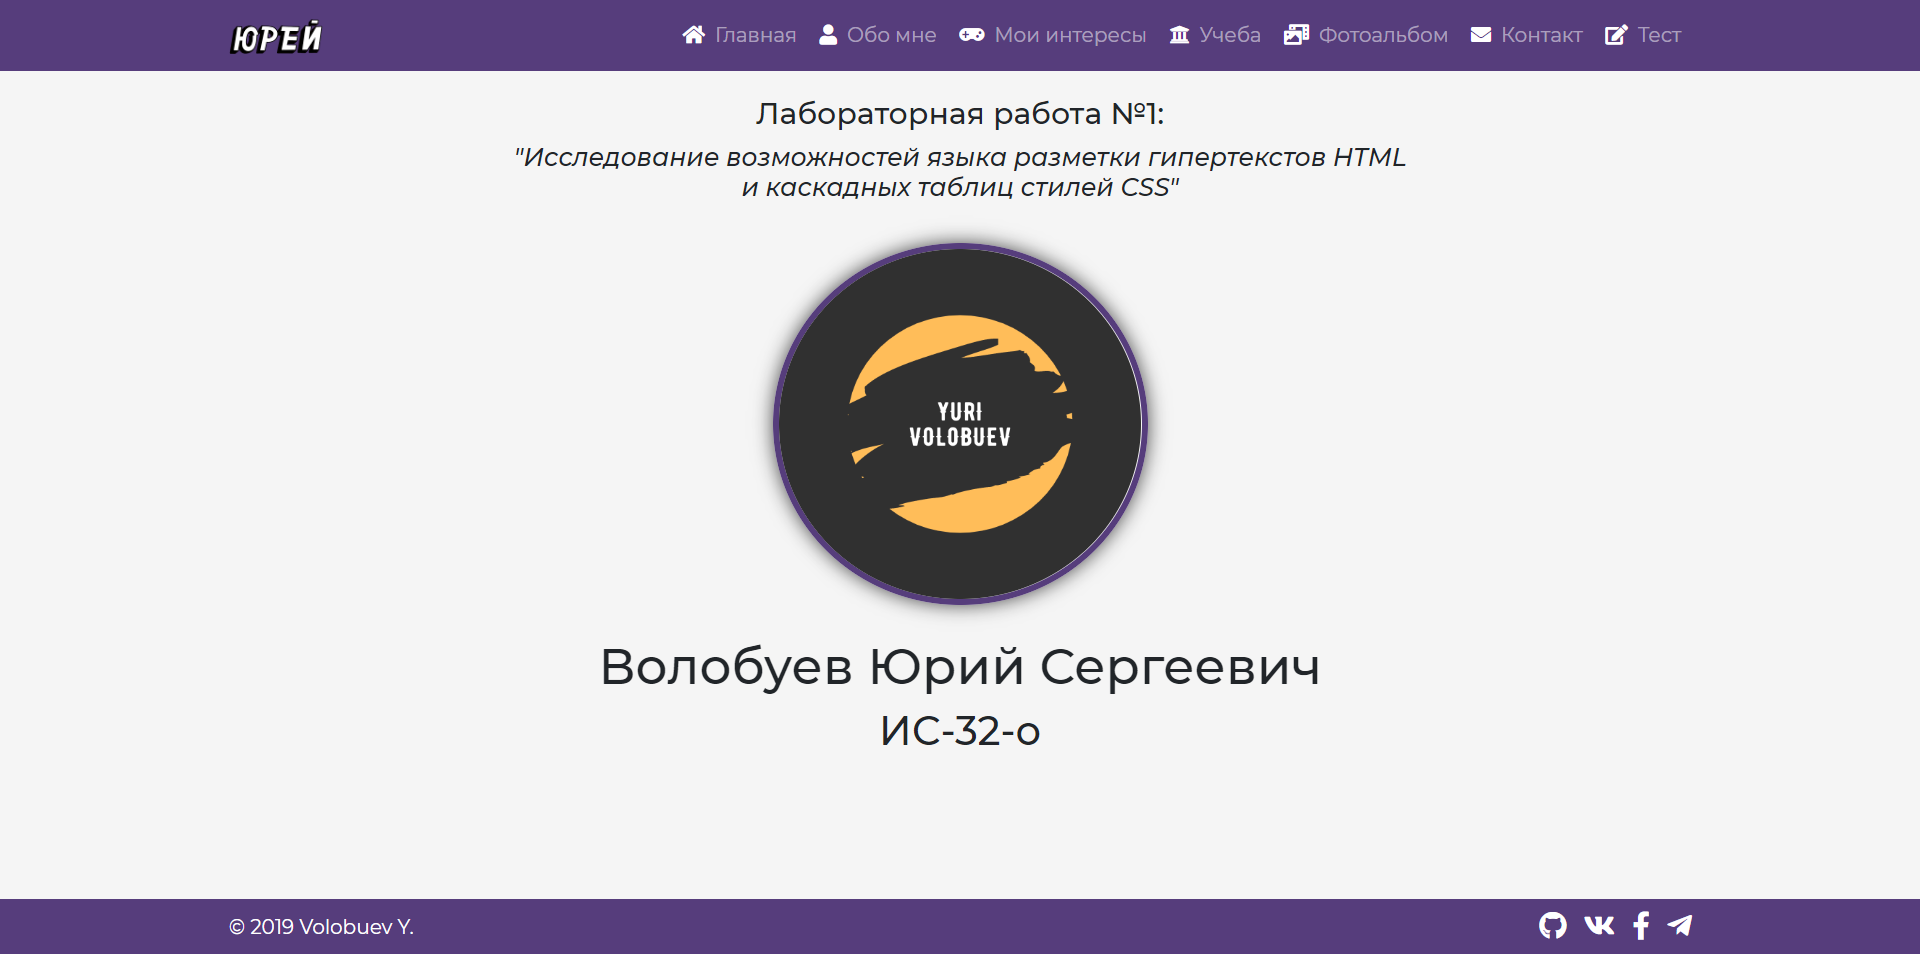 ЮРЕЙ
Главная Обо мне Мои интересы Учеба Фотоальбом Контакт Тест
Лабораторная работа №1:
"Исследование возможностей языка разметки гипертекстов HTML
и каскадных таблиц стилей CSS"
YURI
VOLOBUEV
Волобуев Юрий Сергеевич
ИС-32-о
© 2019 Volobuev Y.